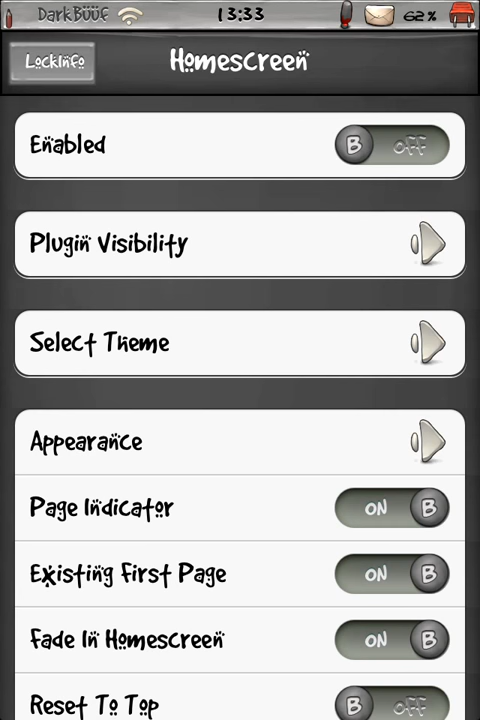 DarkBüüf 13:33 62%
LockInfo Homescreen
Enabled B OFF
Plugin Visibility
Select Theme
Appearance
Page Indicator ON B
Existing First Page ON B
Fade In Homescreen ON B
Reset To Top B OFF